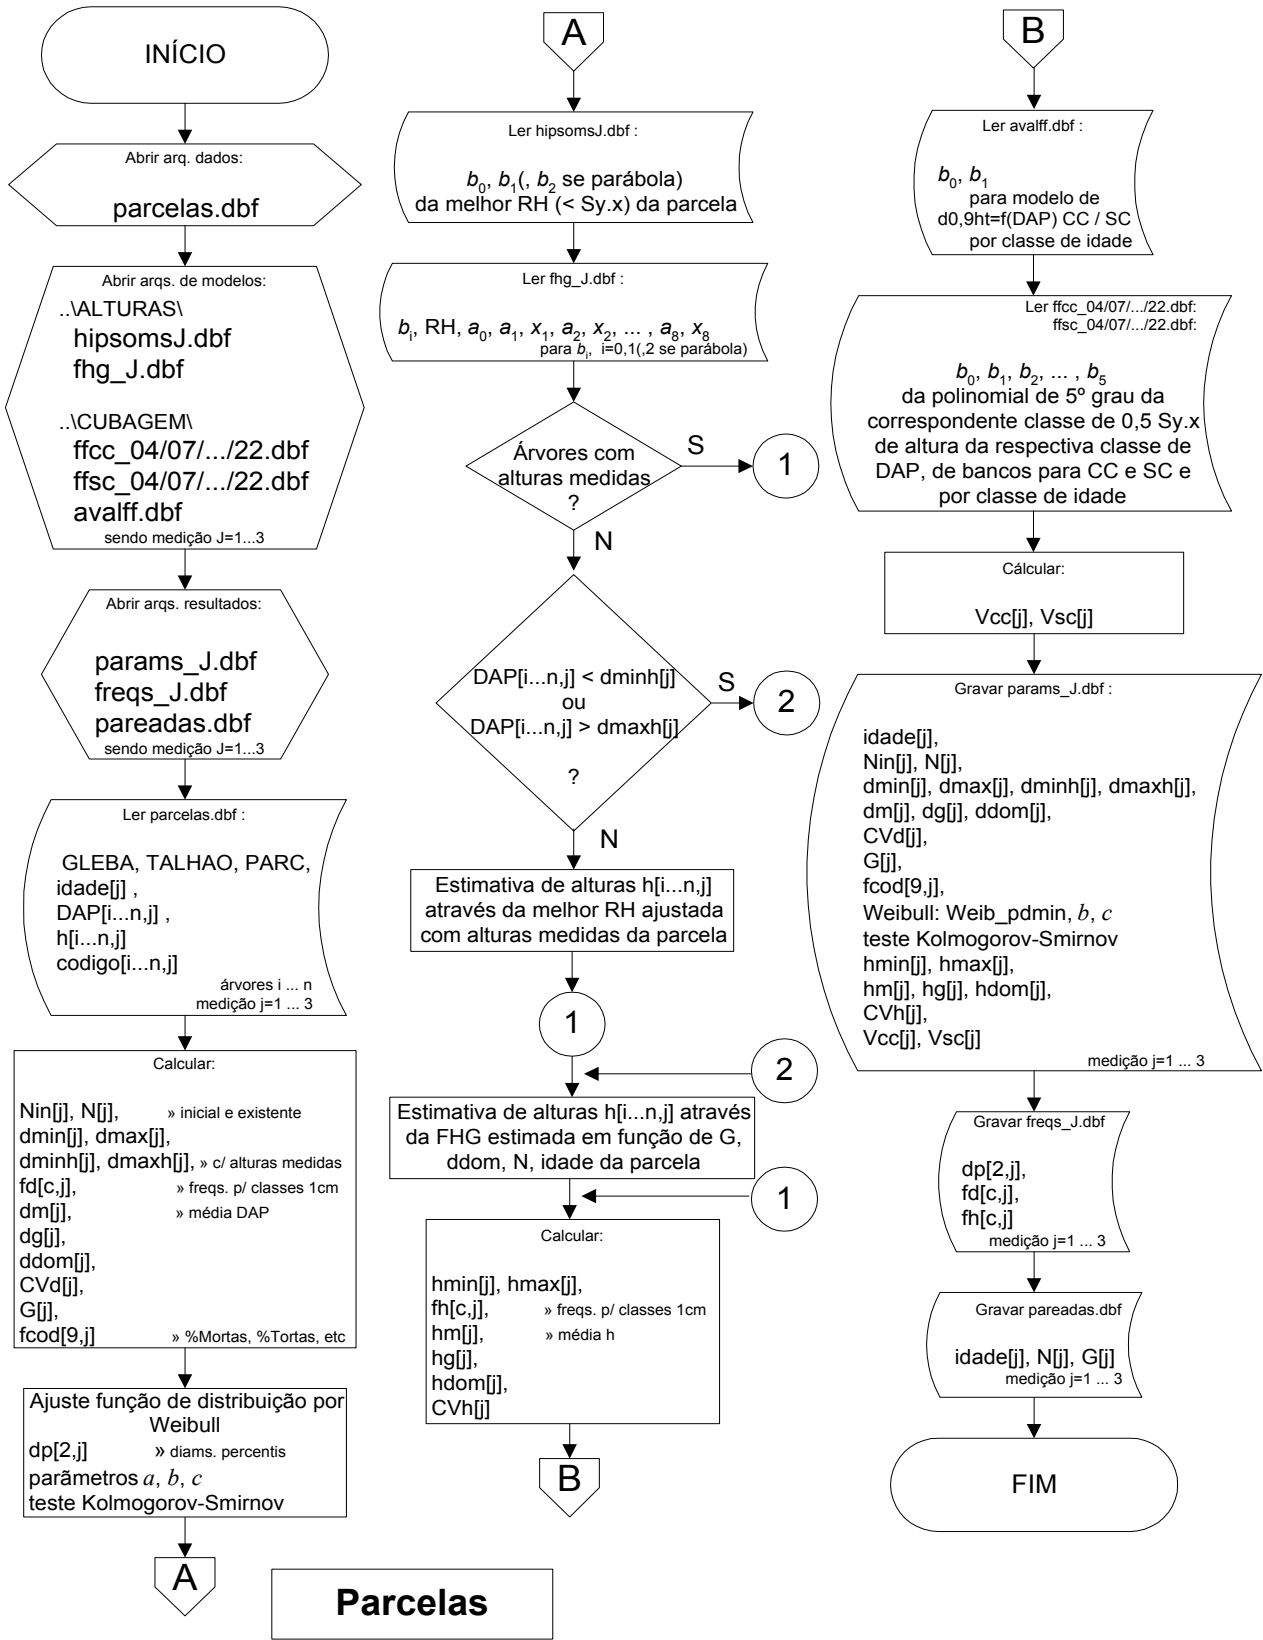 INÍCIO
Abrir arq. dados:
parcelas.dbf
Abrir arqs. de modelos:
..\ALTURAS\
hipsomsJ.dbf
fhg_J.dbf
..\CUBAGEM\
ffcc_04/07/.../22.dbf
ffsc_04/07/.../22.dbf
avalff.dbf
sendo medição J=1...3
Abrir arqs. resultados:
params_J.dbf
freqs_J.dbf
pareadas.dbf
sendo medição J=1...3
Ler parcelas.dbf :
GLEBA, TALHAO, PARC,
idade[j] ,
DAP[i...n,j] ,
h[i...n,j]
codigo[i...n,j]
árvores i ... n
medição j=1 ... 3
Calcular:
Nin[j], N[j], » inicial e existente
dmin[j], dmax[j],
dminh[j], dmaxh[j], » c/ alturas medidas
fd[c,j], » freqs. p/ classes 1cm
dm[j], » média DAP
dg[j],
ddom[j],
CVd[j],
G[j],
fcod[9,j] » %Mortas, %Tortas, etc
Ajuste função de distribuição por
Weibull
dp[2,j] » diams. percentis
parãmetros a, b, c
teste Kolmogorov-Smirnov
A
A
Ler hipsomsJ.dbf :
b0, b1(, b2 se parábola)
da melhor RH (< Sy.x) da parcela
Ler fhg_J.dbf :
bi, RH, a0, a1, x1, a2, x2, ... , a8, x8
para bi, i=0,1(,2 se parábola)
Árvores com
alturas medidas
?
S
1
N
DAP[i...n,j] < dminh[j]
ou
DAP[i...n,j] > dmaxh[j]
?
S
2
N
Estimativa de alturas h[i...n,j]
através da melhor RH ajustada
com alturas medidas da parcela
1
2
Estimativa de alturas h[i...n,j] através
da FHG estimada em função de G,
ddom, N, idade da parcela
1
Calcular:
hmin[j], hmax[j],
fh[c,j], » freqs. p/ classes 1cm
hm[j], » média h
hg[j],
hdom[j],
CVh[j]
B
B
Ler avalff.dbf :
b0, b1
para modelo de
d0,9ht=f(DAP) CC / SC
por classe de idade
Ler ffcc_04/07/.../22.dbf:
ffsc_04/07/.../22.dbf:
b0, b1, b2, ... , b5
da polinomial de 5º grau da
correspondente classe de 0,5 Sy.x
de altura da respectiva classe de
DAP, de bancos para CC e SC e
por classe de idade
Cálcular:
Vcc[j], Vsc[j]
Gravar params_J.dbf :
idade[j],
Nin[j], N[j],
dmin[j], dmax[j], dminh[j], dmaxh[j],
dm[j], dg[j], ddom[j],
CVd[j],
G[j],
fcod[9,j],
Weibull: Weib_pdmin, b, c
teste Kolmogorov-Smirnov
hmin[j], hmax[j],
hm[j], hg[j], hdom[j],
CVh[j],
Vcc[j], Vsc[j]
medição j=1 ... 3
Gravar freqs_J.dbf
dp[2,j],
fd[c,j],
fh[c,j]
medição j=1 ... 3
Gravar pareadas.dbf
idade[j], N[j], G[j]
medição j=1 ... 3
FIM
Parcelas